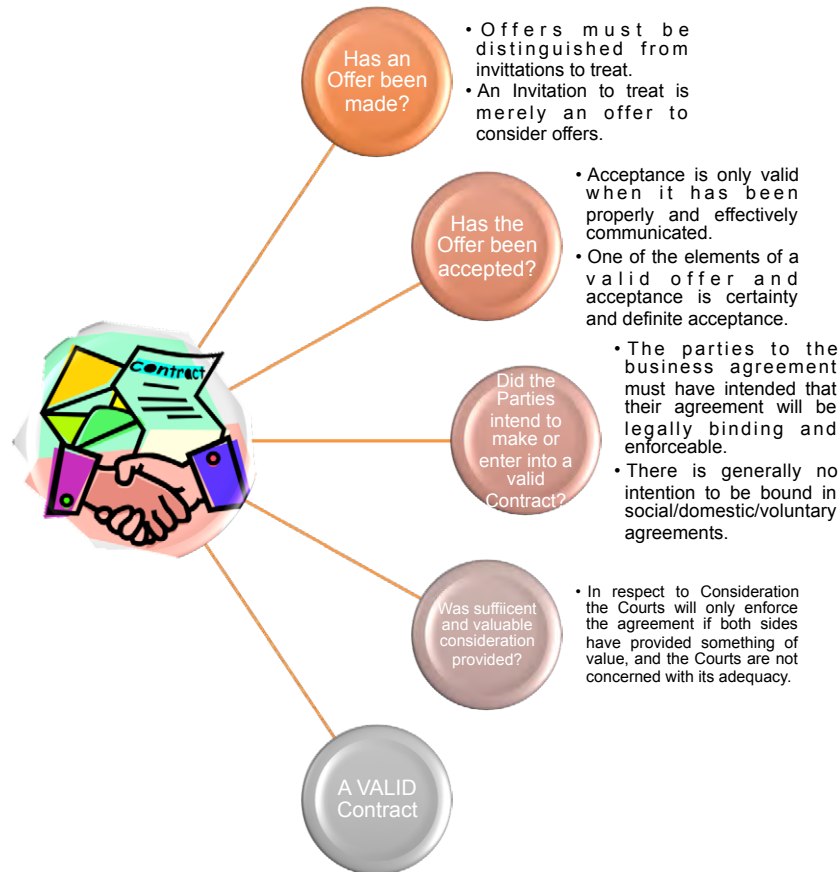 Has an
Offer been
made?
• Offers must be
distinguished from
invittations to treat.
• An Invitation to treat is
merely an offer to
consider offers.
Has the
Offer been
accepted?
• Acceptance is only valid
when it has been
properly and effectively
communicated.
• One of the elements of a
valid offer and
acceptance is certainty
and definite acceptance.
contract
Did the
Parties
intend to
make or
enter into a
valid
Contract?
• The parties to the
business agreement
must have intended that
their agreement will be
legally binding and
enforceable.
• There is generally no
intention to be bound in
social/domestic/voluntary
agreements.
Was suffiicent
and valuable
consideration
provided?
• In respect to Consideration
the Courts will only enforce
the agreement if both sides
have provided something of
value, and the Courts are not
concerned with its adequacy.
A VALID
Contract